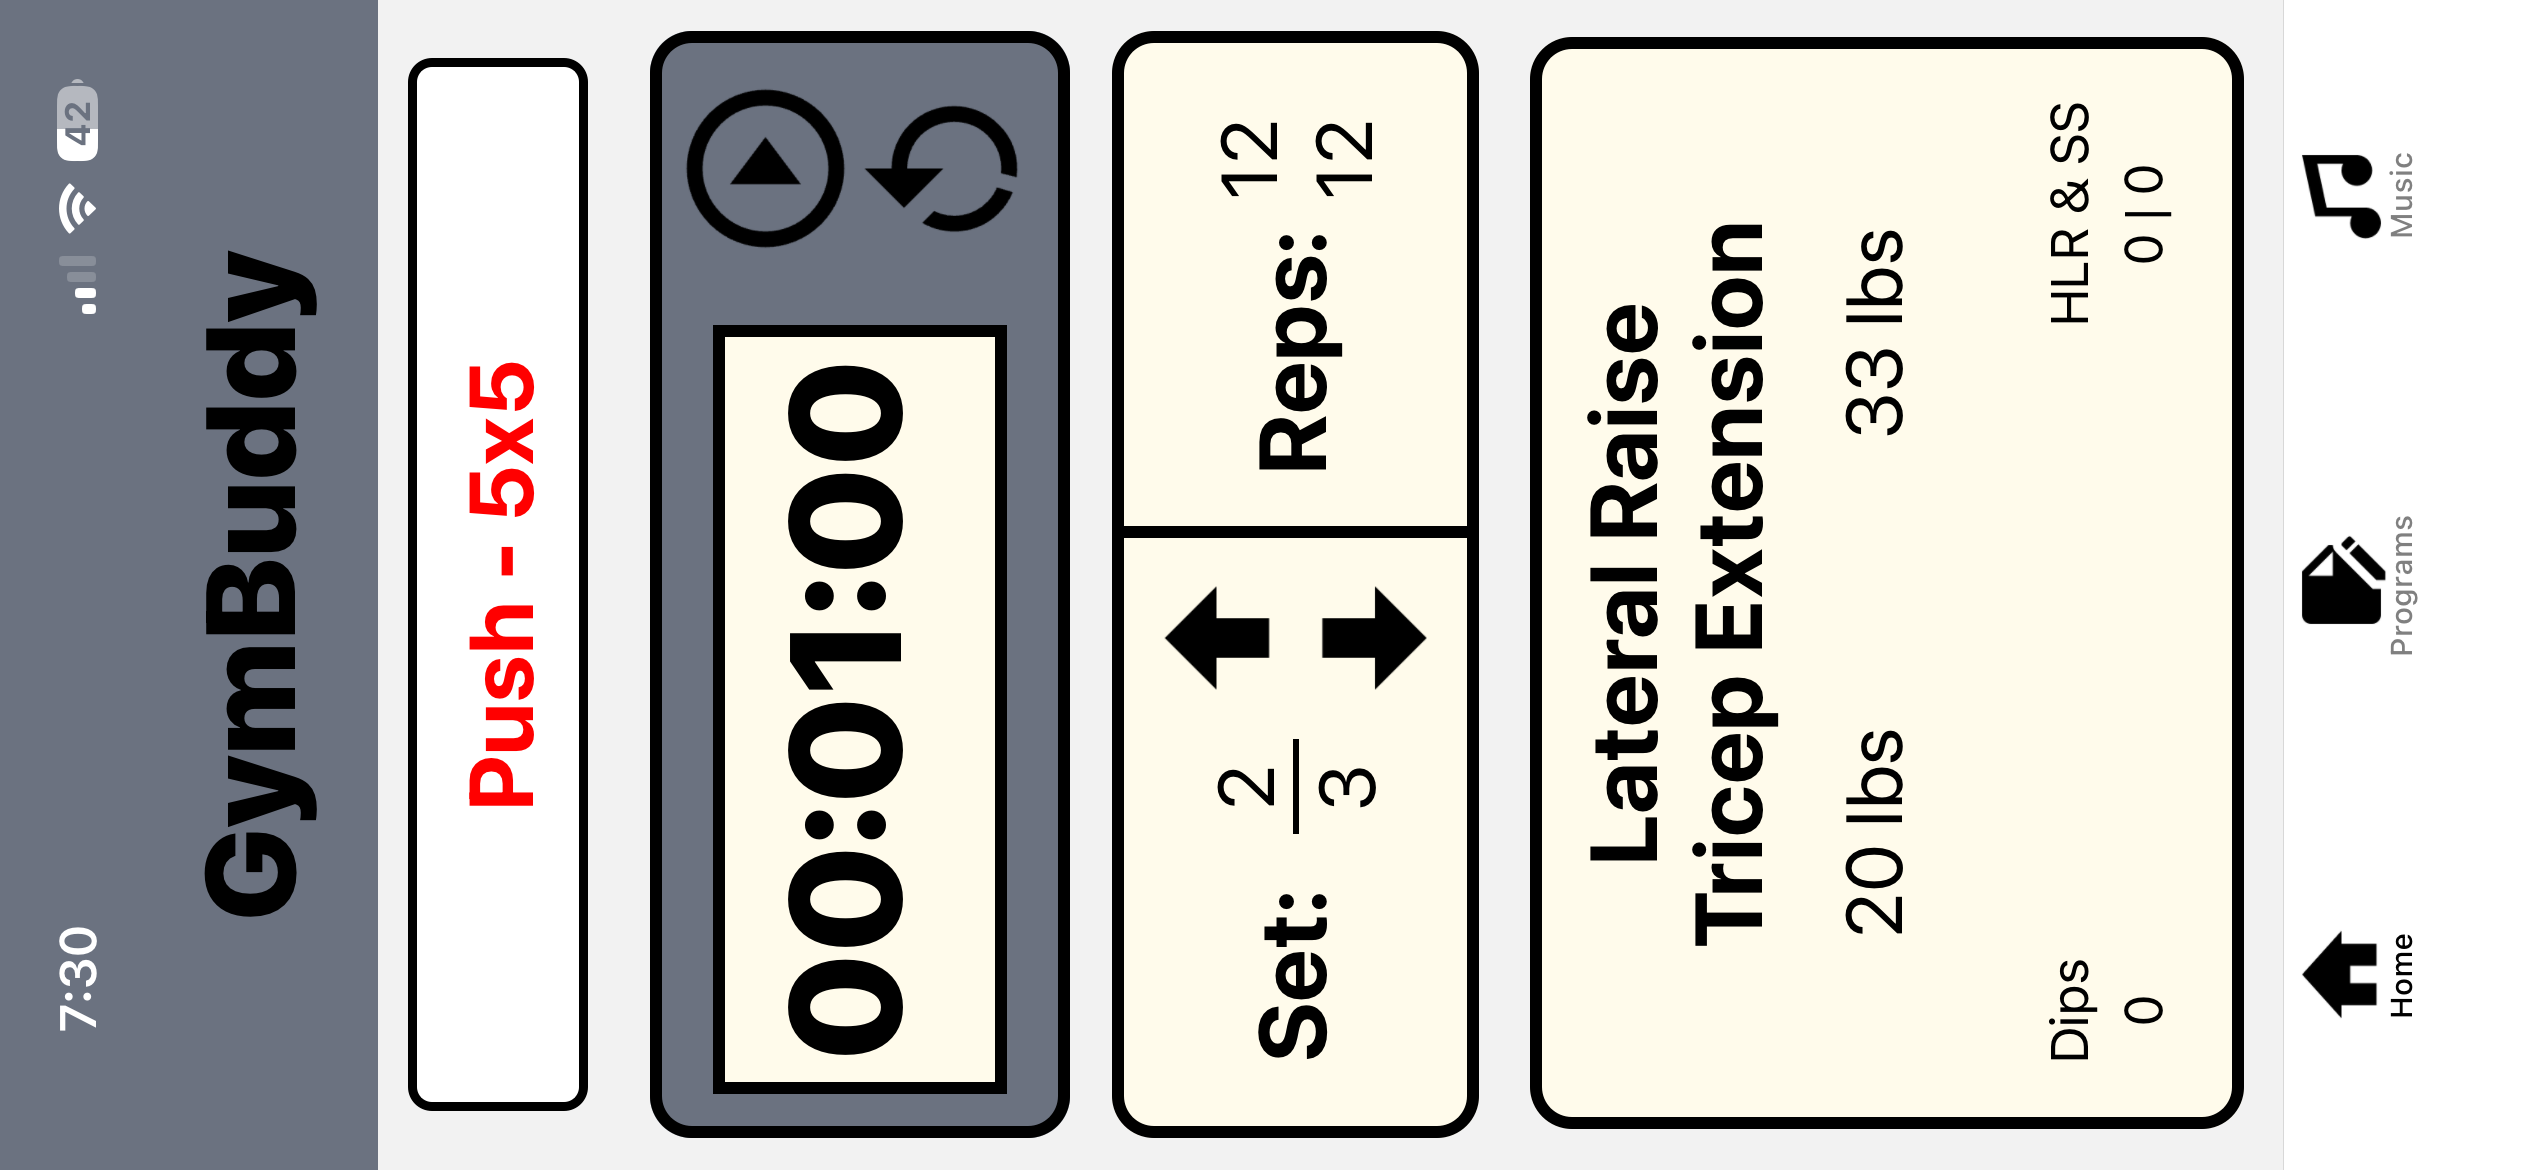 7:30 42
GymBuddy
Push - 5x5
00:01:00
Set: 2
3
Reps: 12
12
Lateral Raise
Tricep Extension
20 lbs 33 lbs
Dips HLR & SS
0 0 | 0
Home Programs Music